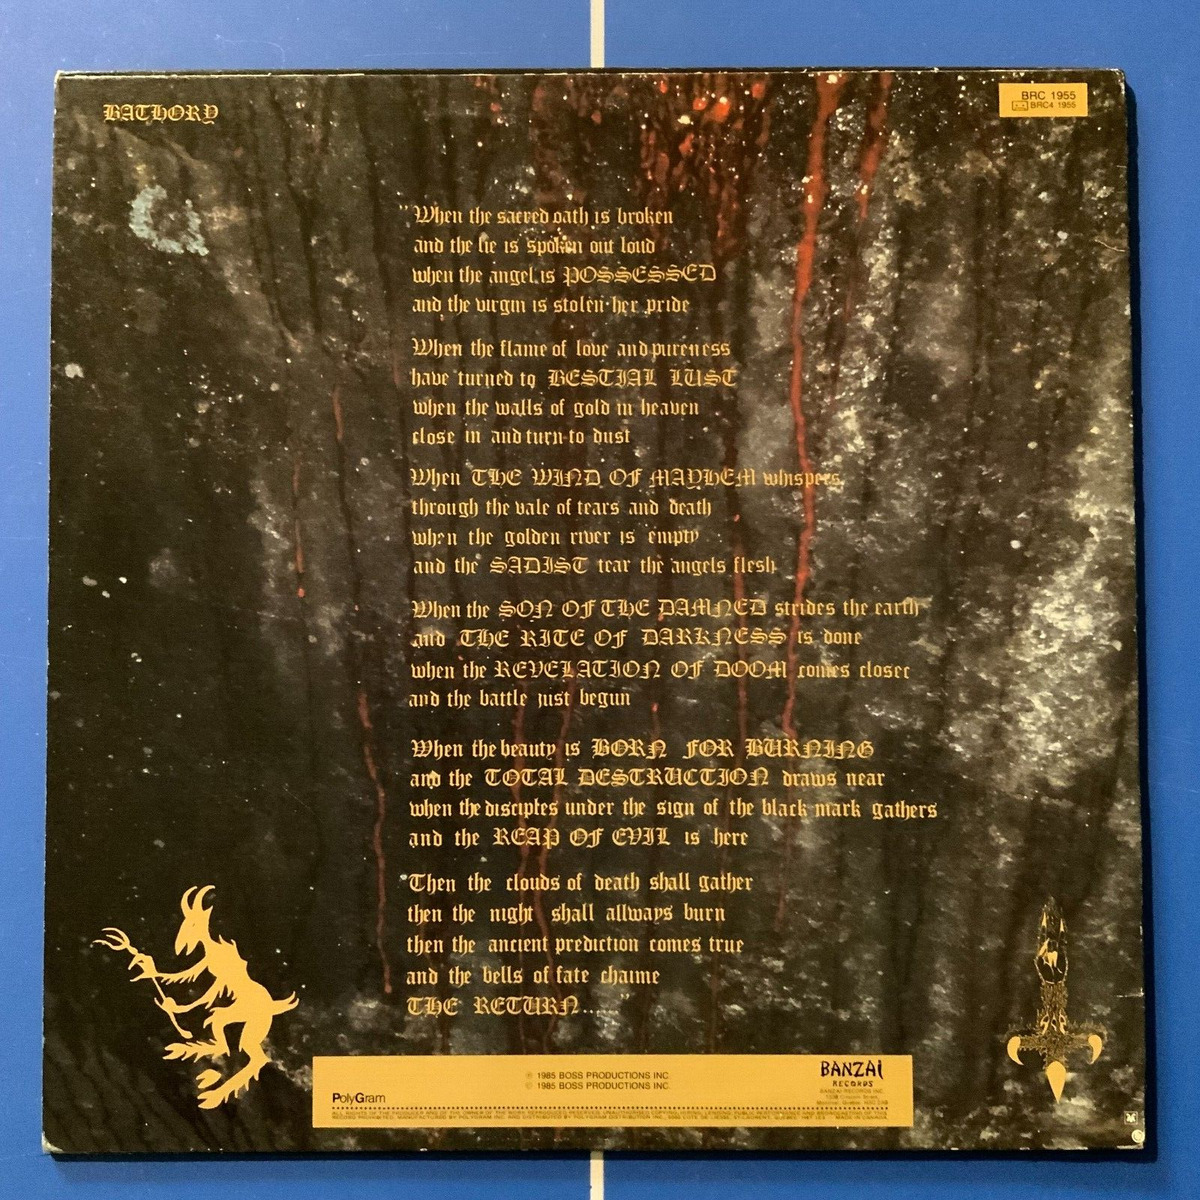 BATHORY
BRC 1955
BRC4 1955
"When the sacred oath is broken
and the lie is spoken out loud
when the angel is POSSESSED
and the virgin is stolen her pride
When the flame of love and pureness
have turned to BESTIAL LUST
when the walls of gold in heaven
close in and turn to dust
When THE WIND OF MAYHEM whispers
through the vale of tears and death
when the golden river is empty
and the SADIST tear the angels flesh
When the SON OF THE DAMNED strides the earth
and THE RITE OF DARKNESS is done
when the REVELATION OF DOOM comes closer
and the battle just begun
When the beauty is BORN FOR BURNING
and the TOTAL DESTRUCTION draws near
when the disciples under the sign of the black mark gathers
and the REAP OF EVIL is here
Then the clouds of death shall gather
then the night shall allways burn
then the ancient prediction comes true
and the bells of fate chaime
THE RETURN......"
℗ 1985 BOSS PRODUCTIONS INC.
© 1985 BOSS PRODUCTIONS INC.
PolyGram
BANZAI
RECORDS
BANZAI RECORDS INC.